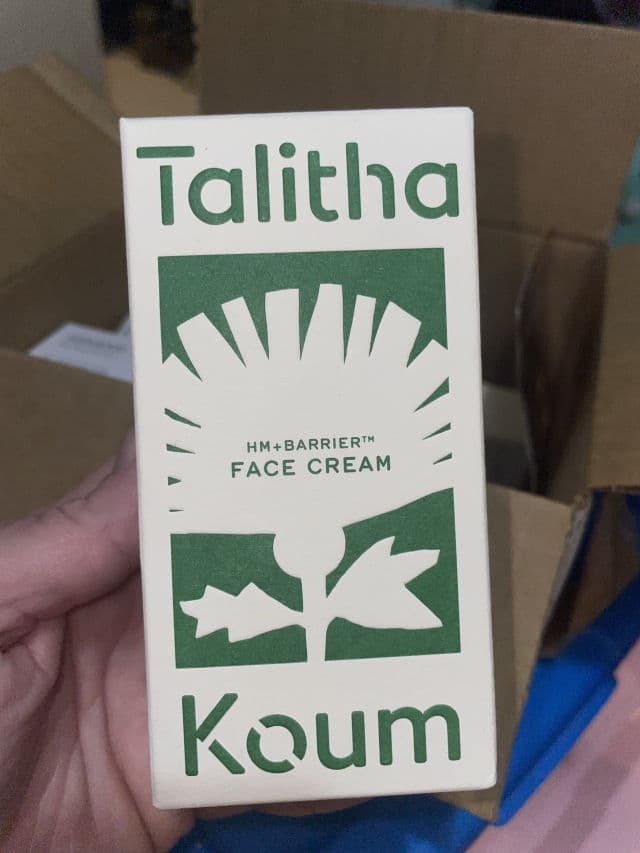 Talitha
HM+BARRIER™
FACE CREAM
Koum